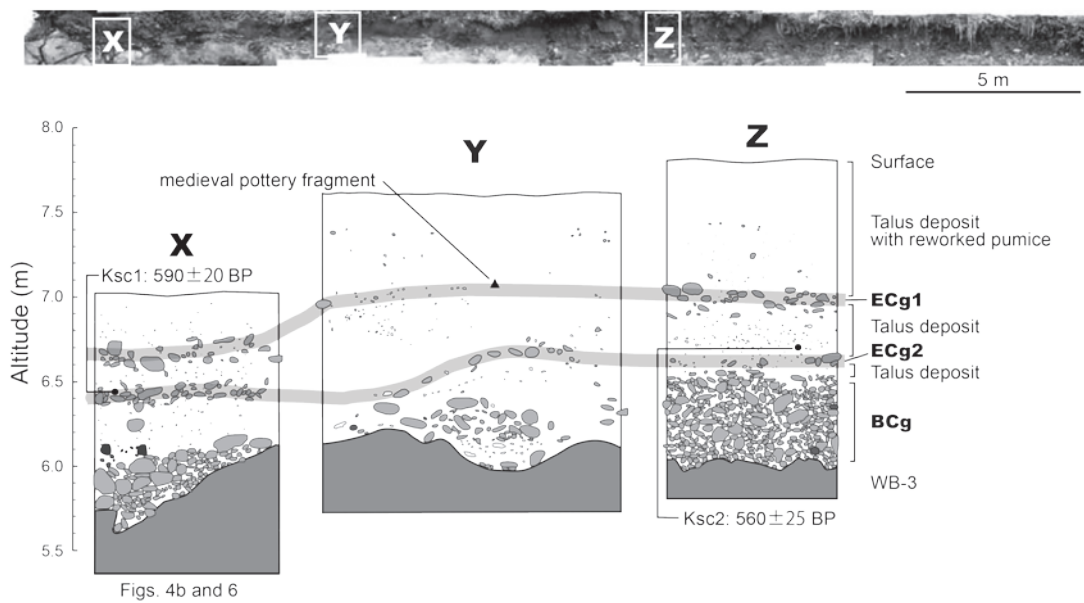 X
Y
Z
5 m
8.0
7.5
7.0
6.5
6.0
5.5
Altitude (m)
X
Y
Z
medieval pottery fragment
Ksc1: 590±20 BP
Surface
Talus deposit
with reworked pumice
ECg1
Talus deposit
ECg2
Talus deposit
BCg
WB-3
Ksc2: 560±25 BP
Figs. 4b and 6